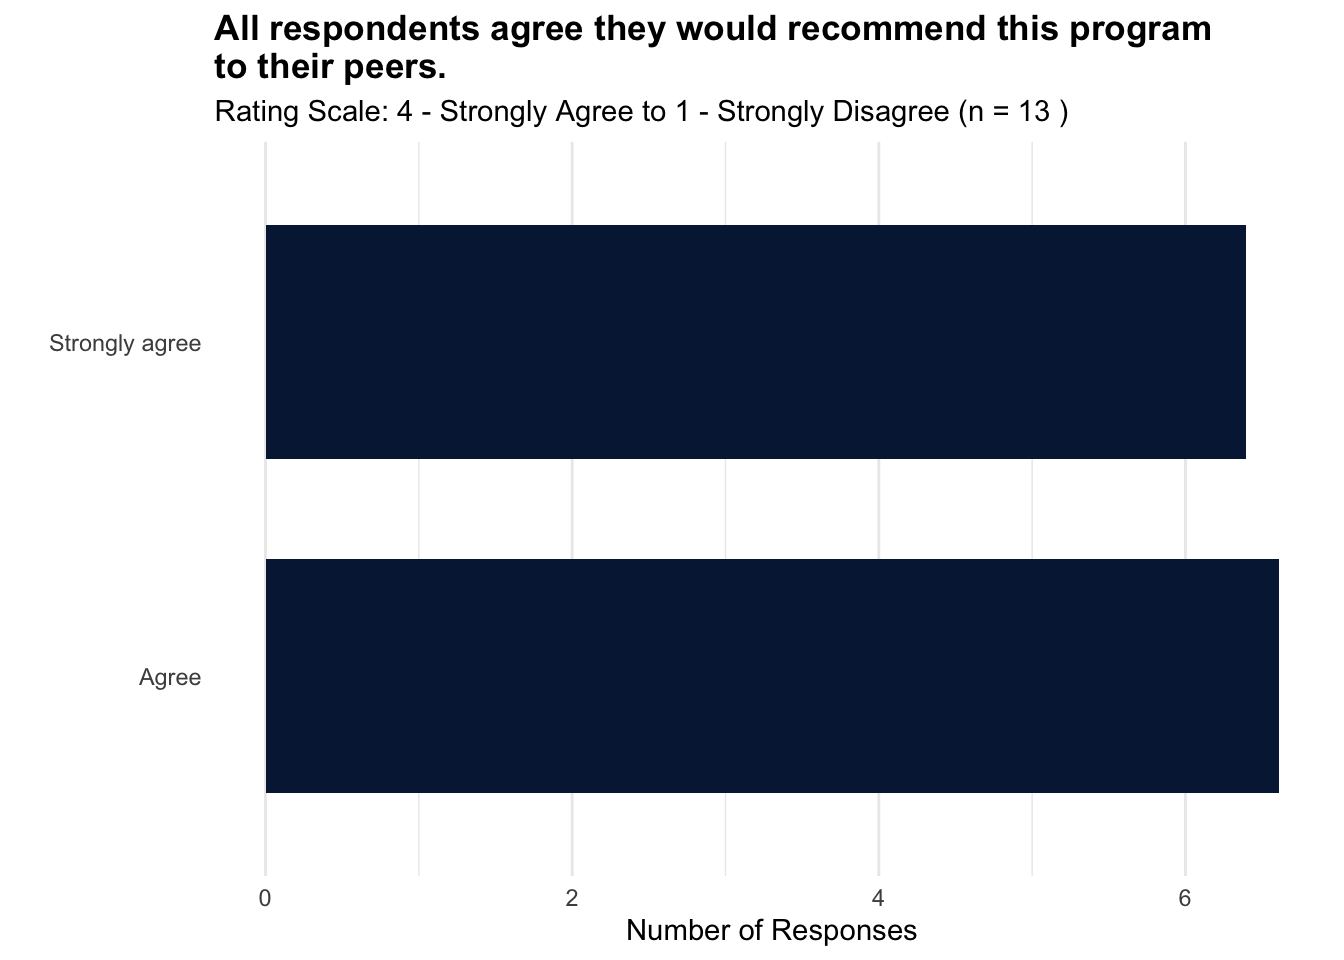 All respondents agree they would recommend this program
to their peers.
Rating Scale: 4 - Strongly Agree to 1 - Strongly Disagree (n = 13 )
Strongly agree
Agree
0 2 4 6
Number of Responses